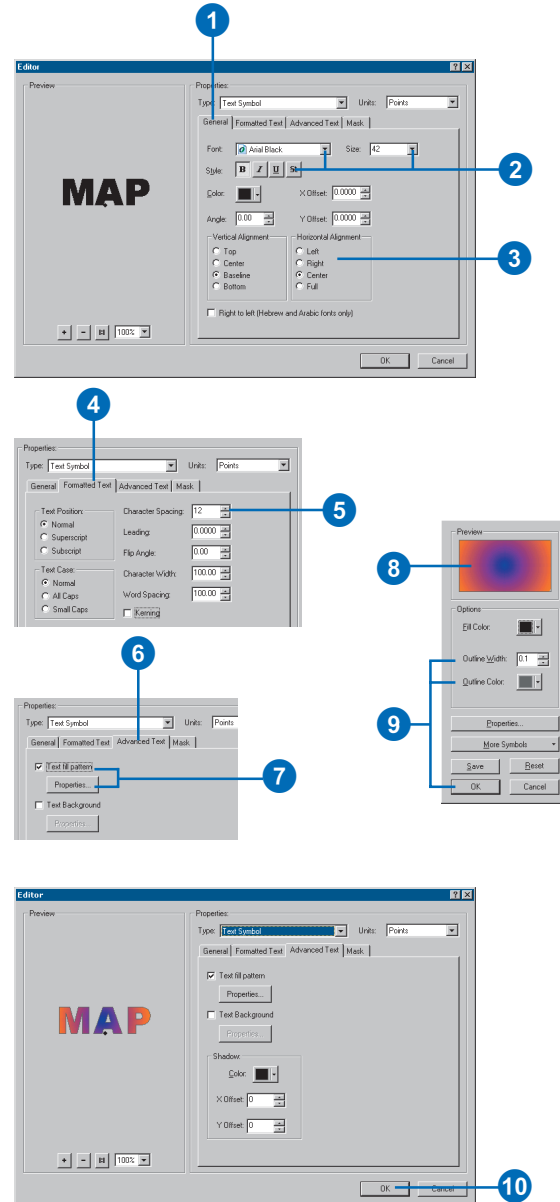 1
Editor
Preview
MAP
100%
Properties:
Type: Text Symbol Units: Points
General Formatted Text Advanced Text Mask
Font: Arial Black Size: 42
Style: B I U St
2
Color: X Offset: 0.0000
Angle: 0.00 Y Offset: 0.0000
Vertical Alignment
Top
Center
Baseline
Bottom
Horizontal Alignment
Left
Right
Center
Full
3
Right to left (Hebrew and Arabic fonts only)
OK Cancel
4
Properties:
Type: Text Symbol Units: Points
General Formatted Text Advanced Text Mask
Text Position:
Normal
Superscript
Subscript
Text Case:
Normal
All Caps
Small Caps
Character Spacing: 12
5
Leading: 0.0000
Flip Angle: 0.00
Character Width: 100.00
Word Spacing: 100.00
Kerning
6
Properties:
Type: Text Symbol Units: Points
General Formatted Text Advanced Text Mask
Text fill pattern
Properties...
7
Text Background
Properties...
Preview
8
Options
Fill Color:
Outline Width: 0.1
Outline Color:
9
Properties...
More Symbols
Save Reset
OK Cancel
Editor
Preview
MAP
100%
Properties:
Type: Text Symbol Units: Points
General Formatted Text Advanced Text Mask
Text fill pattern
Properties...
Text Background
Properties...
Shadow:
Color:
X Offset: 0
Y Offset: 0
OK Cancel
10